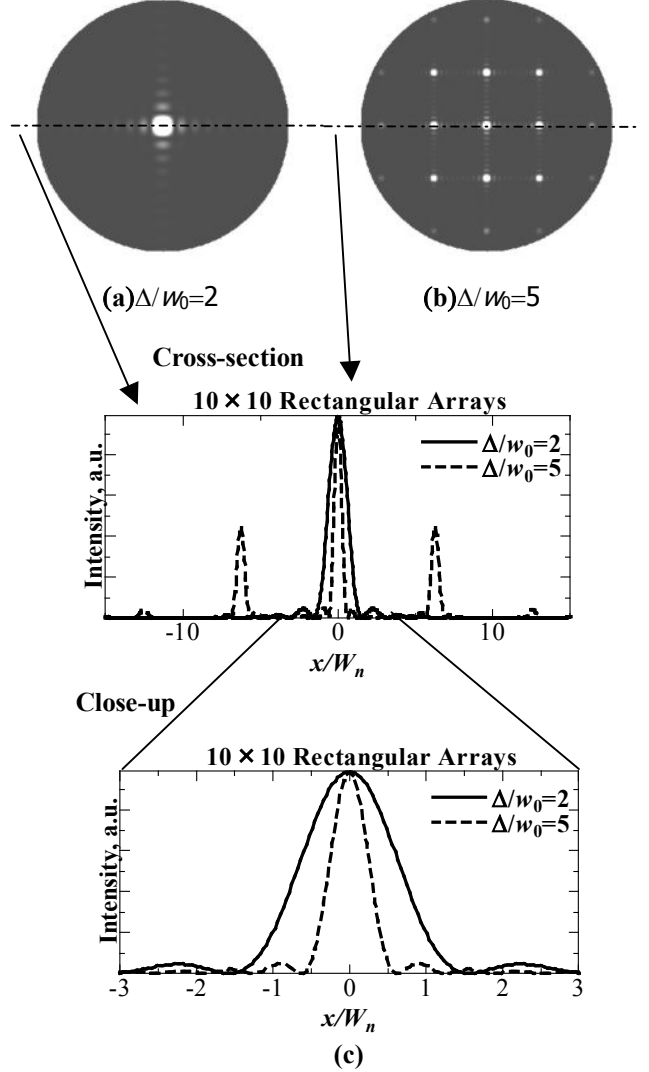 (a)Δ/w₀=2
(b)Δ/w₀=5
Cross-section
10 × 10 Rectangular Arrays
Δ/w₀=2
Δ/w₀=5
Intensity, a.u.
-10 0 10
x/Wₙ
Close-up
10 × 10 Rectangular Arrays
Δ/w₀=2
Δ/w₀=5
Intensity, a.u.
-3 -2 -1 0 1 2 3
x/Wₙ
(c)